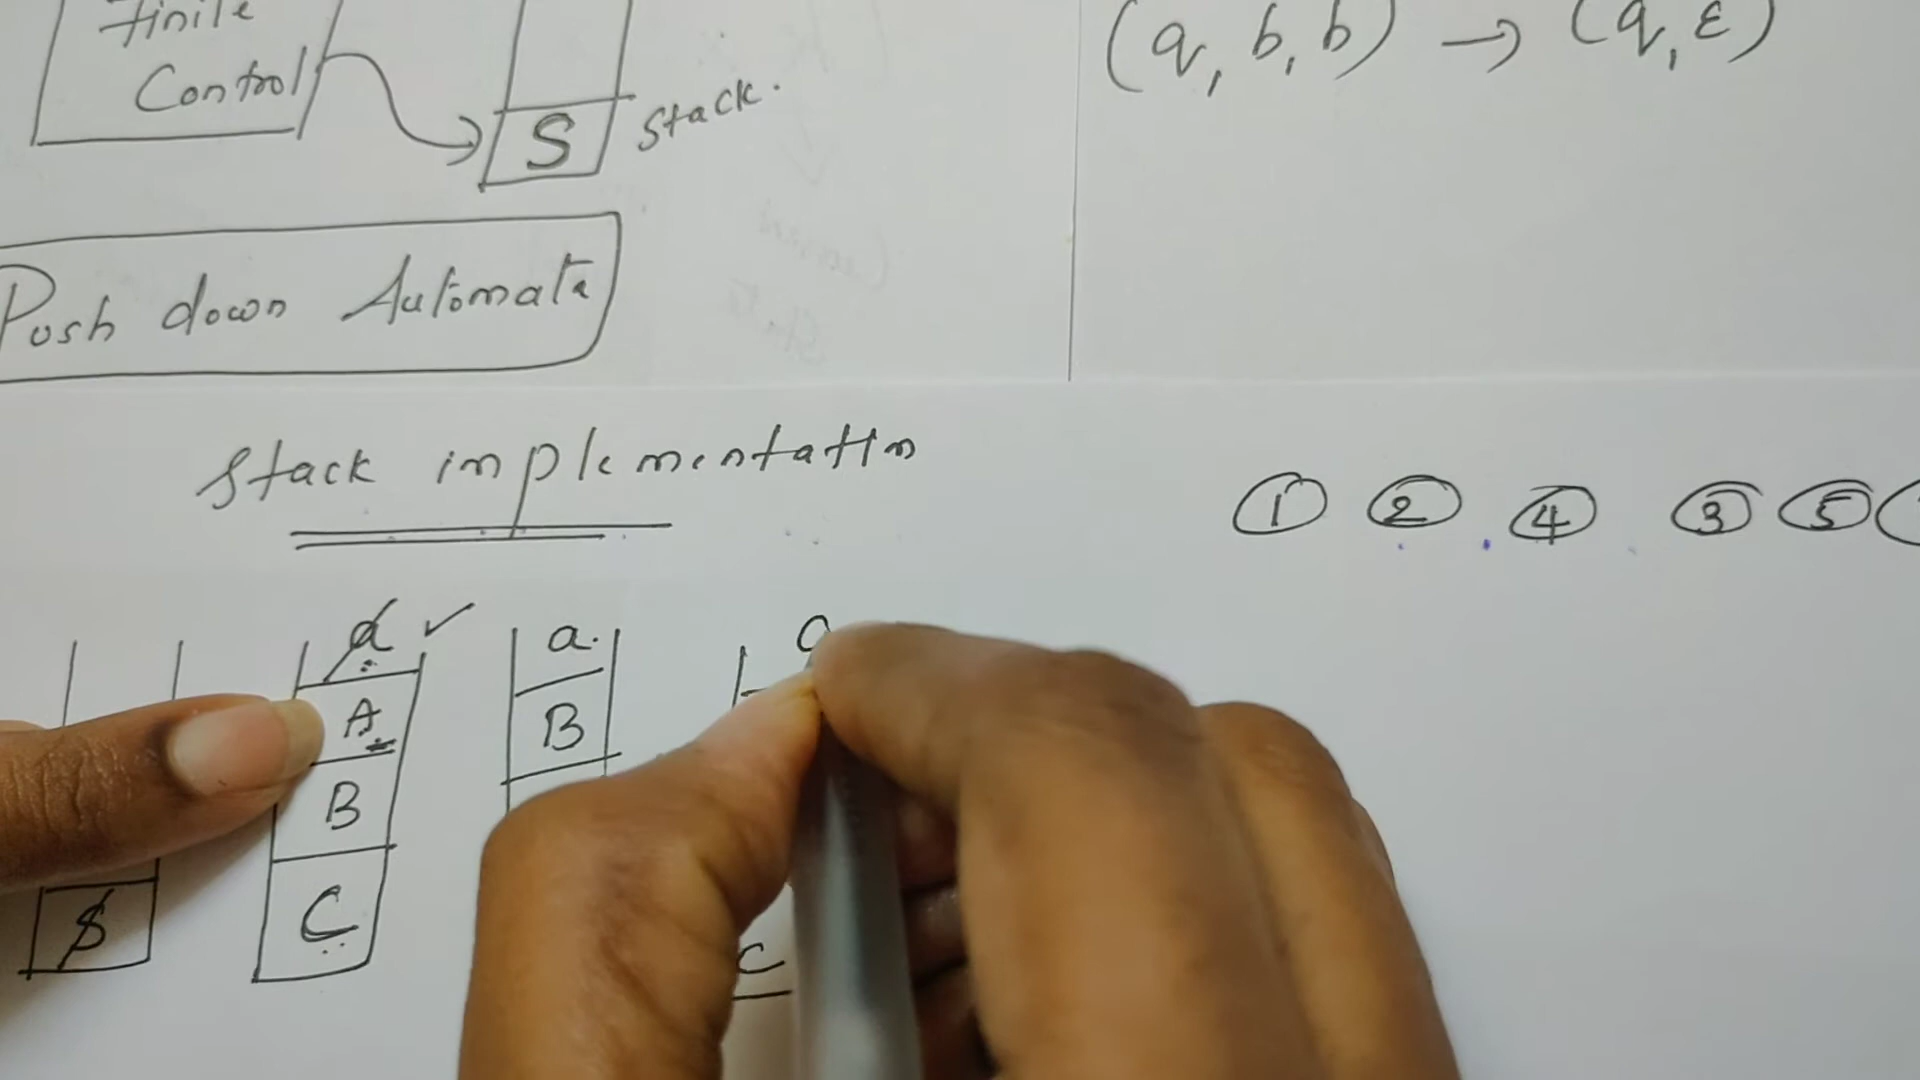 finite
Control
S
Stack.
(q, b, b) → (q, ε)
Push down Automata
Stack implementation
① ② ④ ③ ⑤
$
d ✓
A
B
C
a.
B
a
C